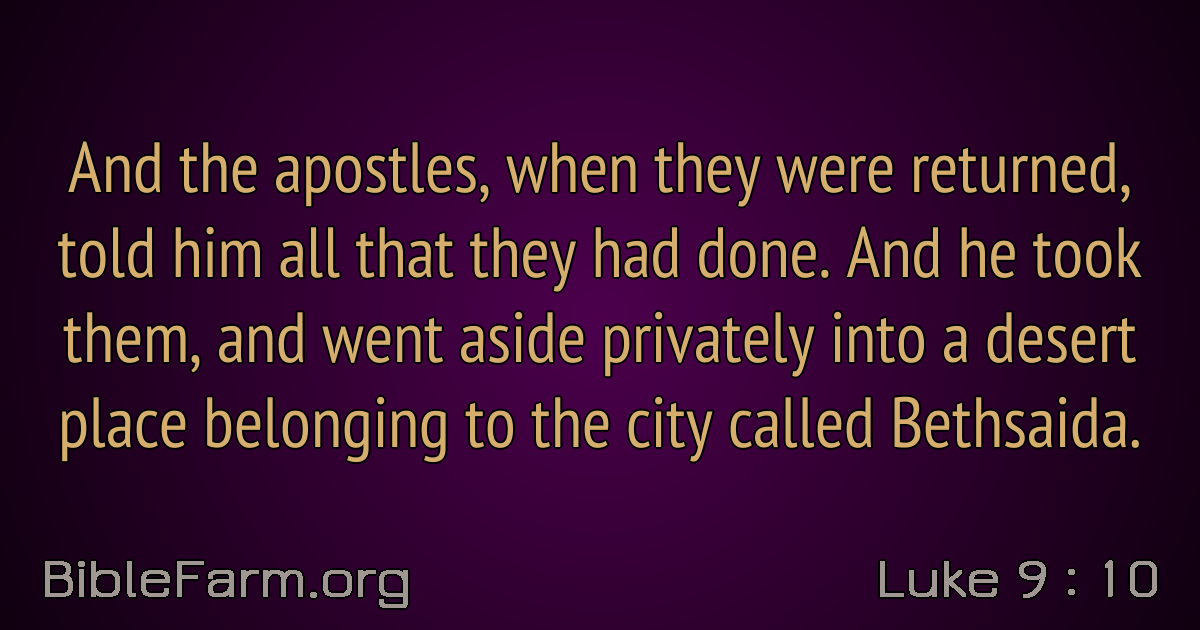 And the apostles, when they were returned,
told him all that they had done. And he took
them, and went aside privately into a desert
place belonging to the city called Bethsaida.
BibleFarm.org
Luke 9 : 10